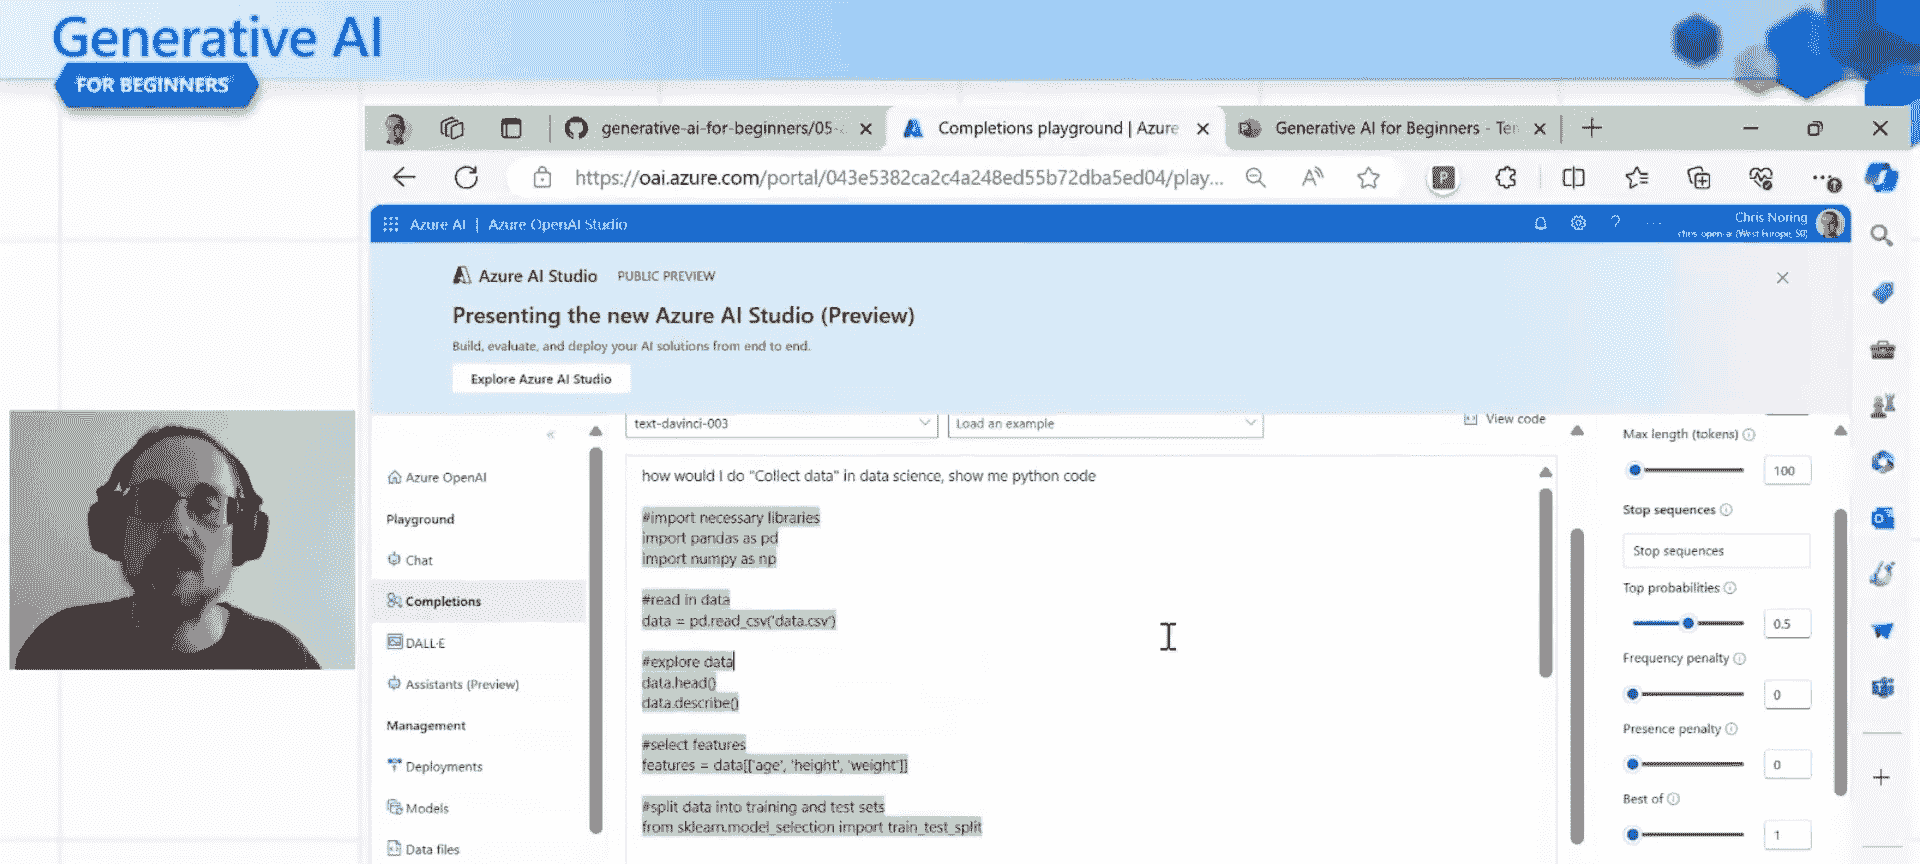 Generative AI
FOR BEGINNERS
generative-ai-for-beginners/05-
Completions playground | Azure
Generative AI for Beginners - Ter
https://oai.azure.com/portal/043e5382ca2c4a248ed55b72dba5ed04/play...
Azure AI | Azure OpenAI Studio
Chris Noring
chris-open-ai (West Europe, S0)
Azure AI Studio PUBLIC PREVIEW
Presenting the new Azure AI Studio (Preview)
Build, evaluate, and deploy your AI solutions from end to end.
Explore Azure AI Studio
Azure OpenAI
Playground
Chat
Completions
DALL·E
Assistants (Preview)
Management
Deployments
Models
Data files
text-davinci-003
Load an example
View code
how would I do "Collect data" in data science, show me python code
#import necessary libraries
import pandas as pd
import numpy as np
#read in data
data = pd.read_csv('data.csv')
#explore data
data.head()
data.describe()
#select features
features = data[['age', 'height', 'weight']]
#split data into training and test sets
from sklearn.model_selection import train_test_split
Max length (tokens)
100
Stop sequences
Stop sequences
Top probabilities
0.5
Frequency penalty
0
Presence penalty
0
Best of
1